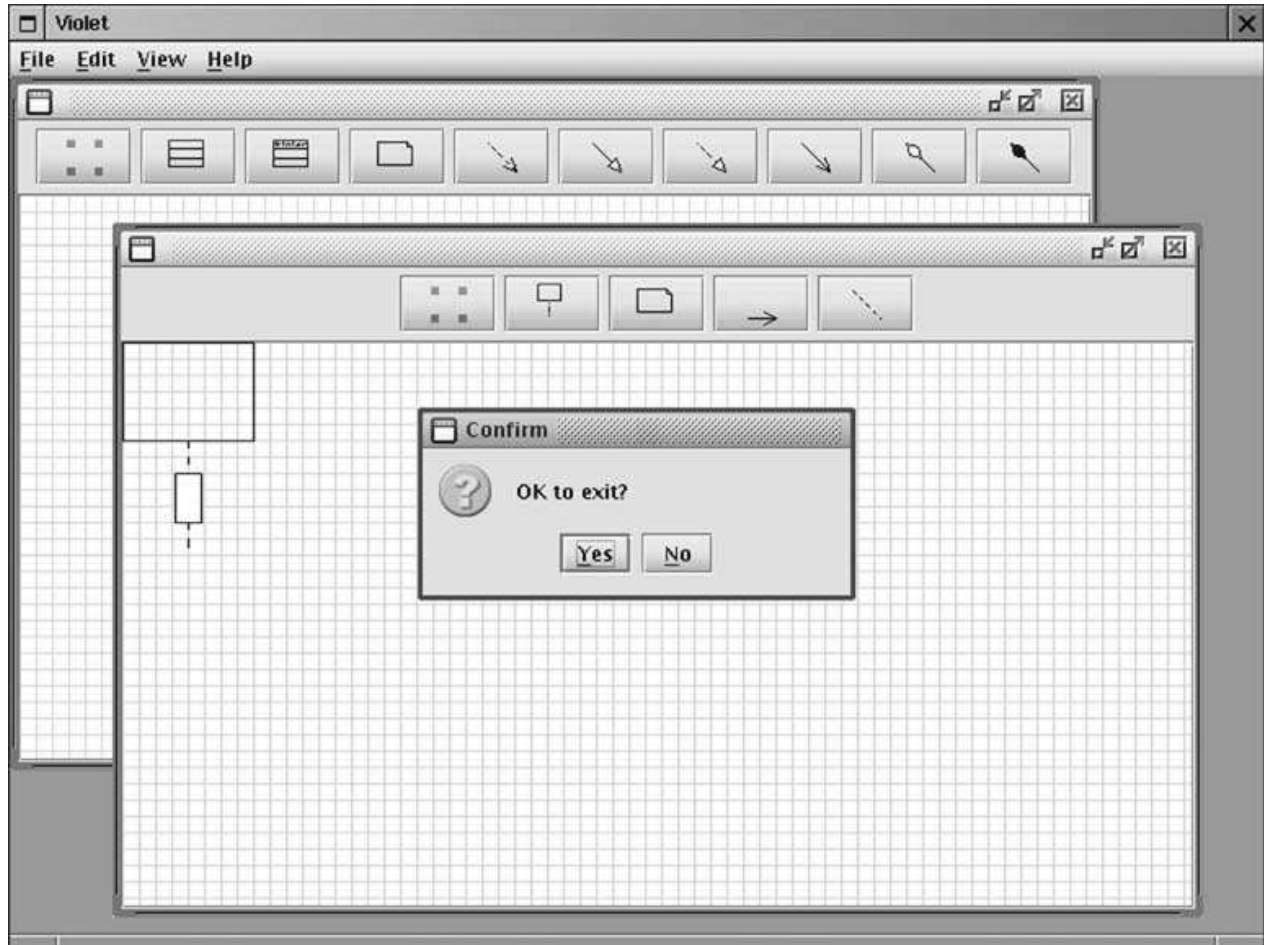 Violet
File Edit View Help
Confirm
OK to exit?
Yes No